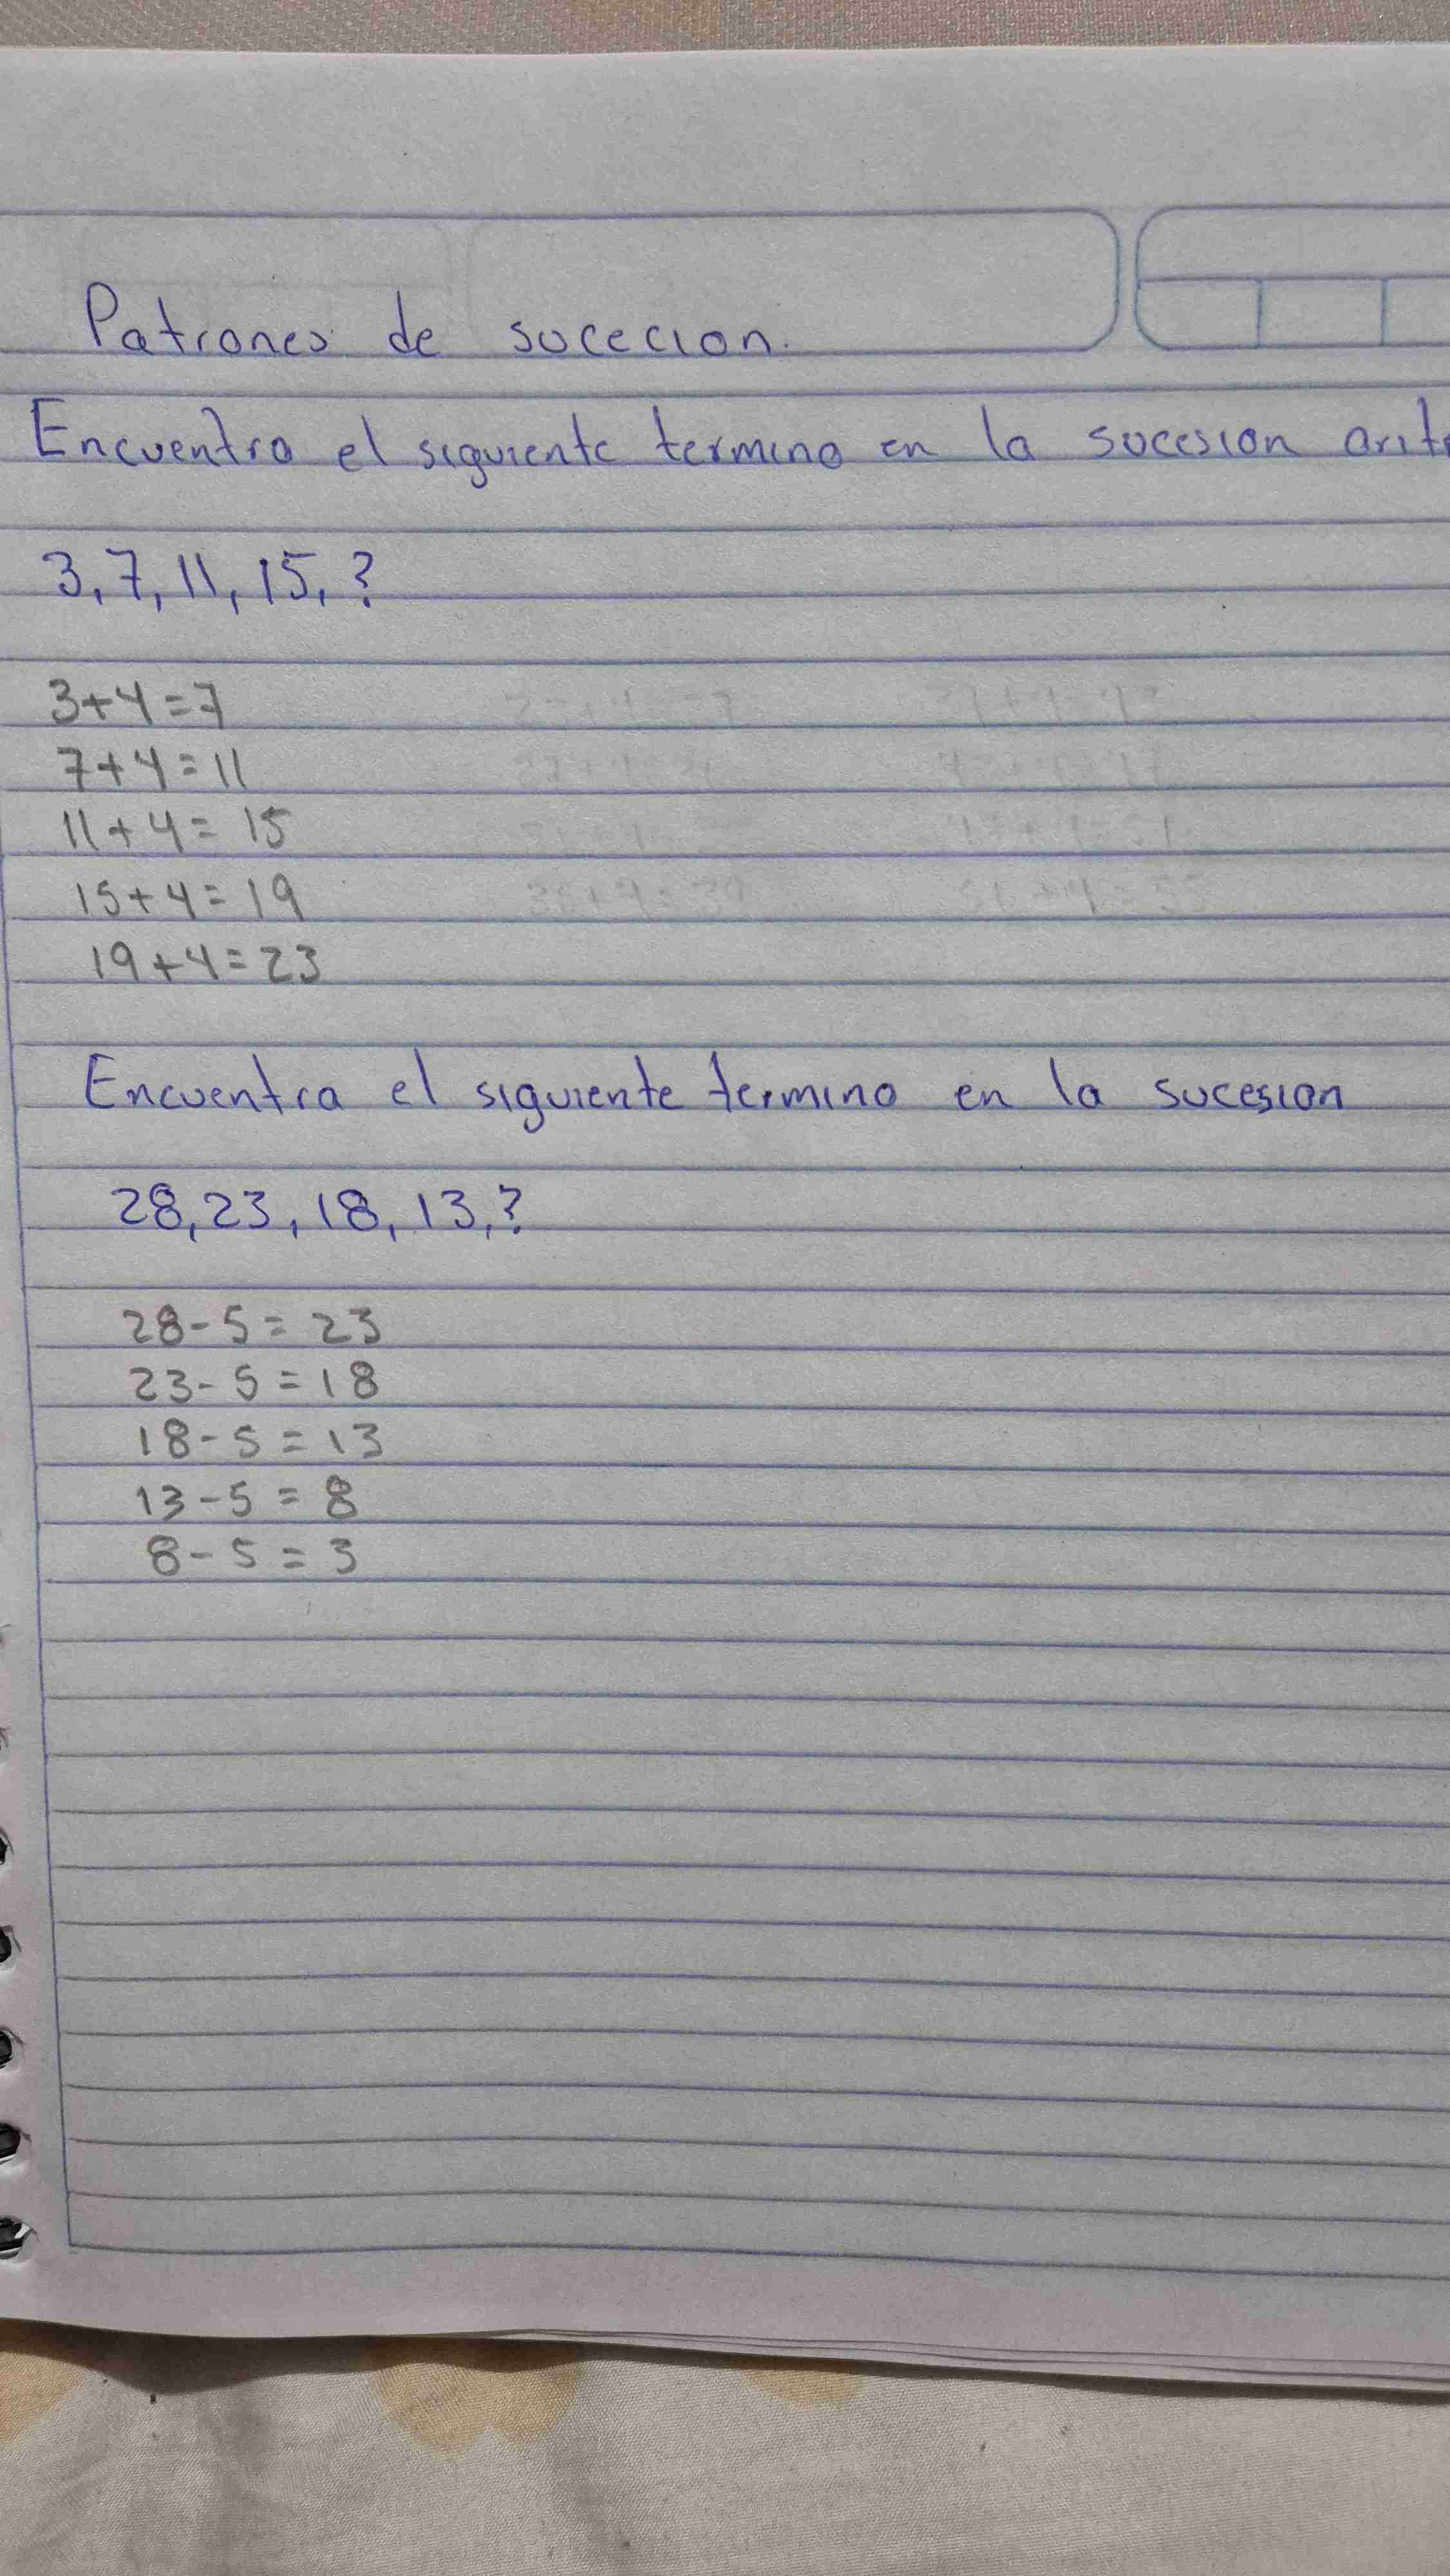 Patrones de sucecion.
Encuentra el siguiente termino en la sucesion arit
3, 7, 11, 15, ?
3+4=7
7+4=11
11+4=15
15+4=19
19+4=23
Encuentra el siguiente termino en la sucesion
28, 23, 18, 13, ?
28-5=23
23-5=18
18-5=13
13-5=8
8-5=3